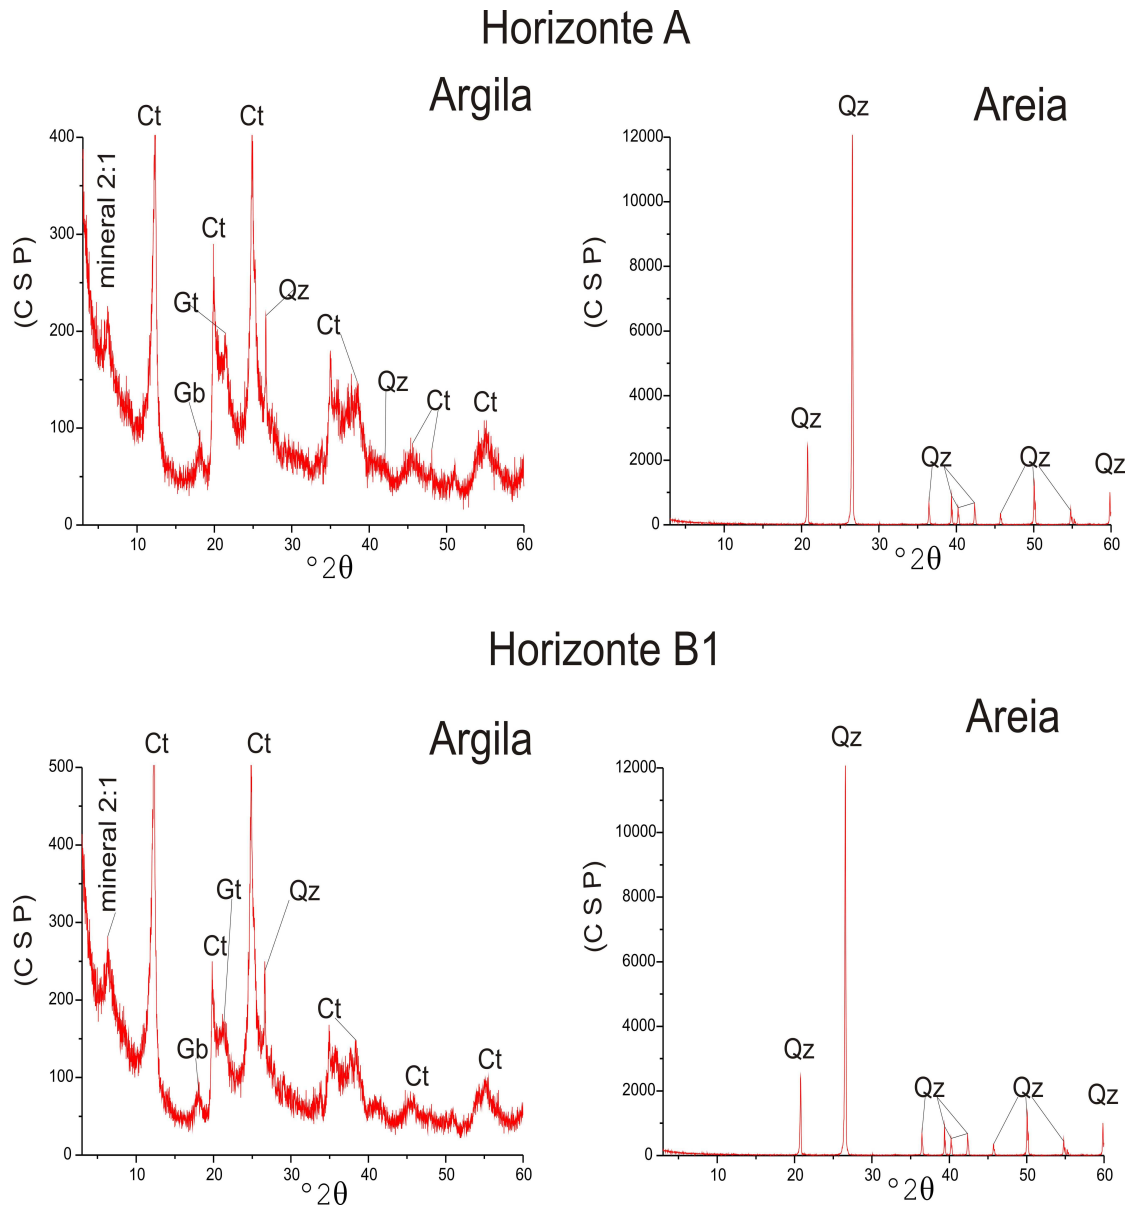 Horizonte A
Argila
Areia
Ct
Ct
mineral 2:1
Ct
Gt
Qz
Gb
Ct
Qz
Ct
Ct
400
300
200
100
0
(C S P)
10 20 30 40 50 60
°2θ
Qz
Qz
Qz
Qz
Qz
12000
10000
8000
6000
4000
2000
0
(C S P)
10 20 30 40 50 60
°2θ
Horizonte B1
Argila
Areia
Ct
Ct
mineral 2:1
Gt
Qz
Ct
Gb
Ct
Ct
Ct
500
400
300
200
100
0
(C S P)
10 20 30 40 50 60
°2θ
Qz
Qz
Qz
Qz
Qz
12000
10000
8000
6000
4000
2000
0
(C S P)
10 20 30 40 50 60
°2θ